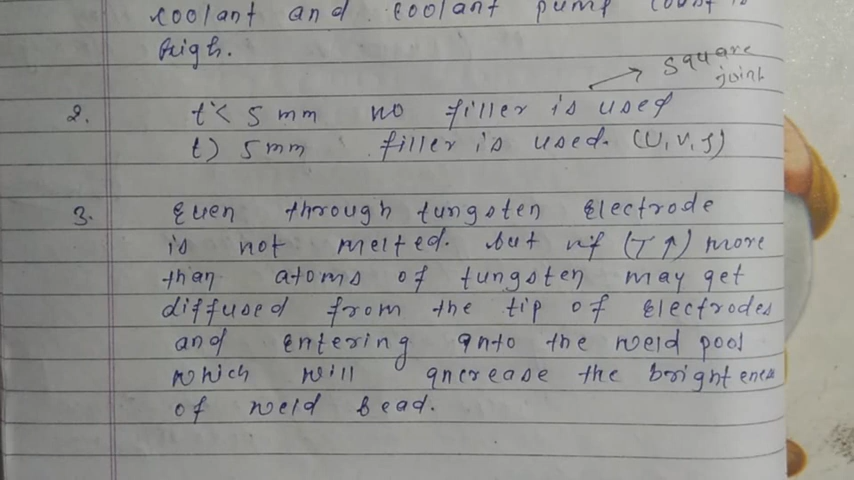 coolant and coolant pump cost is
high.
square
joint
2. t < 5 mm no filler is used
t > 5mm filler is used. (U, V, J)
3. Even through tungsten Electrode
is not melted. but if (T↑) more
than atoms of tungsten may get
diffused from the tip of Electrodes
and entering into the weld pool
which will increase the brightness
of weld bead.